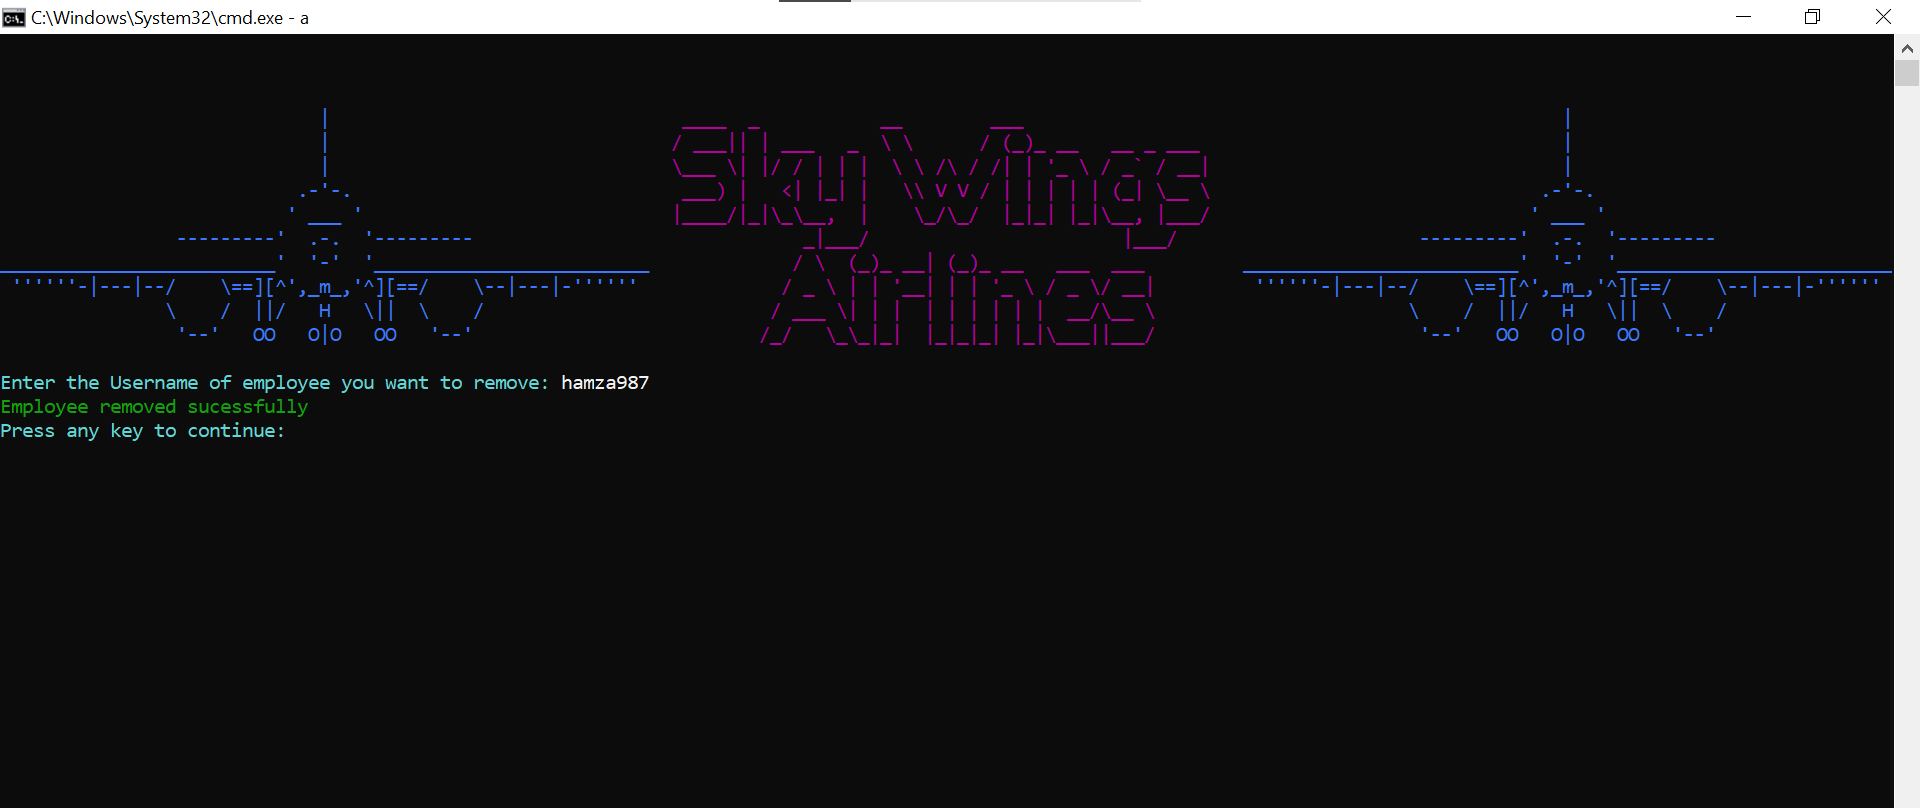 C:\Windows\System32\cmd.exe - a
Sky Wings
Airlines
Enter the Username of employee you want to remove: hamza987
Employee removed sucessfully
Press any key to continue: